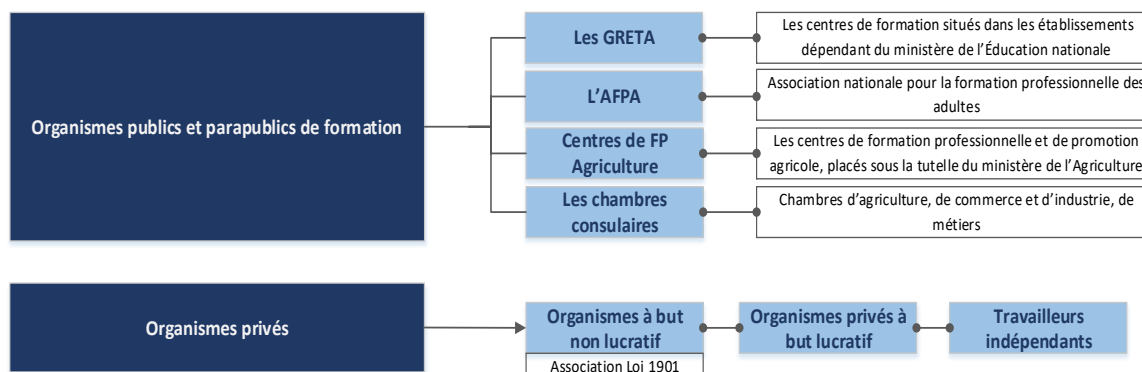 Organismes publics et parapublics de formation
Les GRETA
Les centres de formation situés dans les établissements
dépendant du ministère de l'Éducation nationale
L'AFPA
Association nationale pour la formation professionnelle des
adultes
Centres de FP
Agriculture
Les centres de formation professionnelle et de promotion
agricole, placés sous la tutelle du ministère de l'Agriculture
Les chambres
consulaires
Chambres d'agriculture, de commerce et d'industrie, de
métiers
Organismes privés
Organismes à but
non lucratif
Association Loi 1901
Organismes privés à
but lucratif
Travailleurs
indépendants